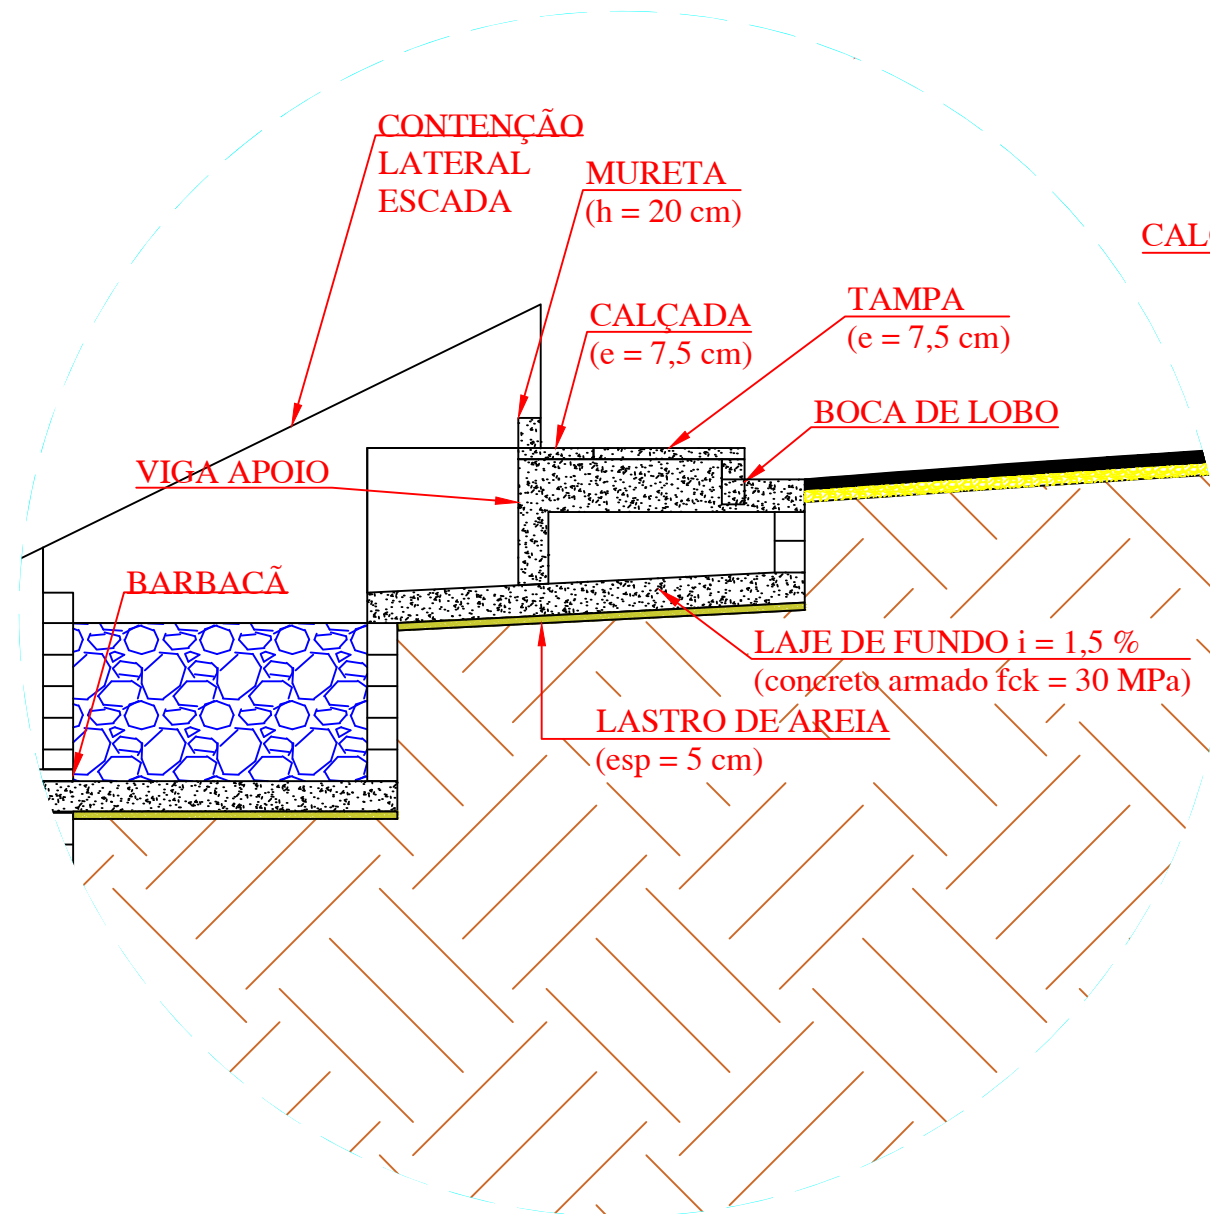 CONTENÇÃO
LATERAL
ESCADA
MURETA
(h = 20 cm)
CALÇADA
(e = 7,5 cm)
TAMPA
(e = 7,5 cm)
BOCA DE LOBO
VIGA APOIO
BARBACÃ
LAJE DE FUNDO i = 1,5 %
(concreto armado fck = 30 MPa)
LASTRO DE AREIA
(esp = 5 cm)